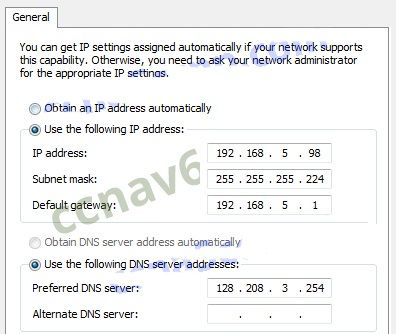 General
You can get IP settings assigned automatically if your network supports
this capability. Otherwise, you need to ask your network administrator
for the appropriate IP settings.
Obtain an IP address automatically
Use the following IP address:
IP address: 192 . 168 . 5 . 98
Subnet mask: 255 . 255 . 255 . 224
Default gateway: 192 . 168 . 5 . 1
ccnav6
Obtain DNS server address automatically
Use the following DNS server addresses:
Preferred DNS server: 128 . 208 . 3 . 254
Alternate DNS server: . . .